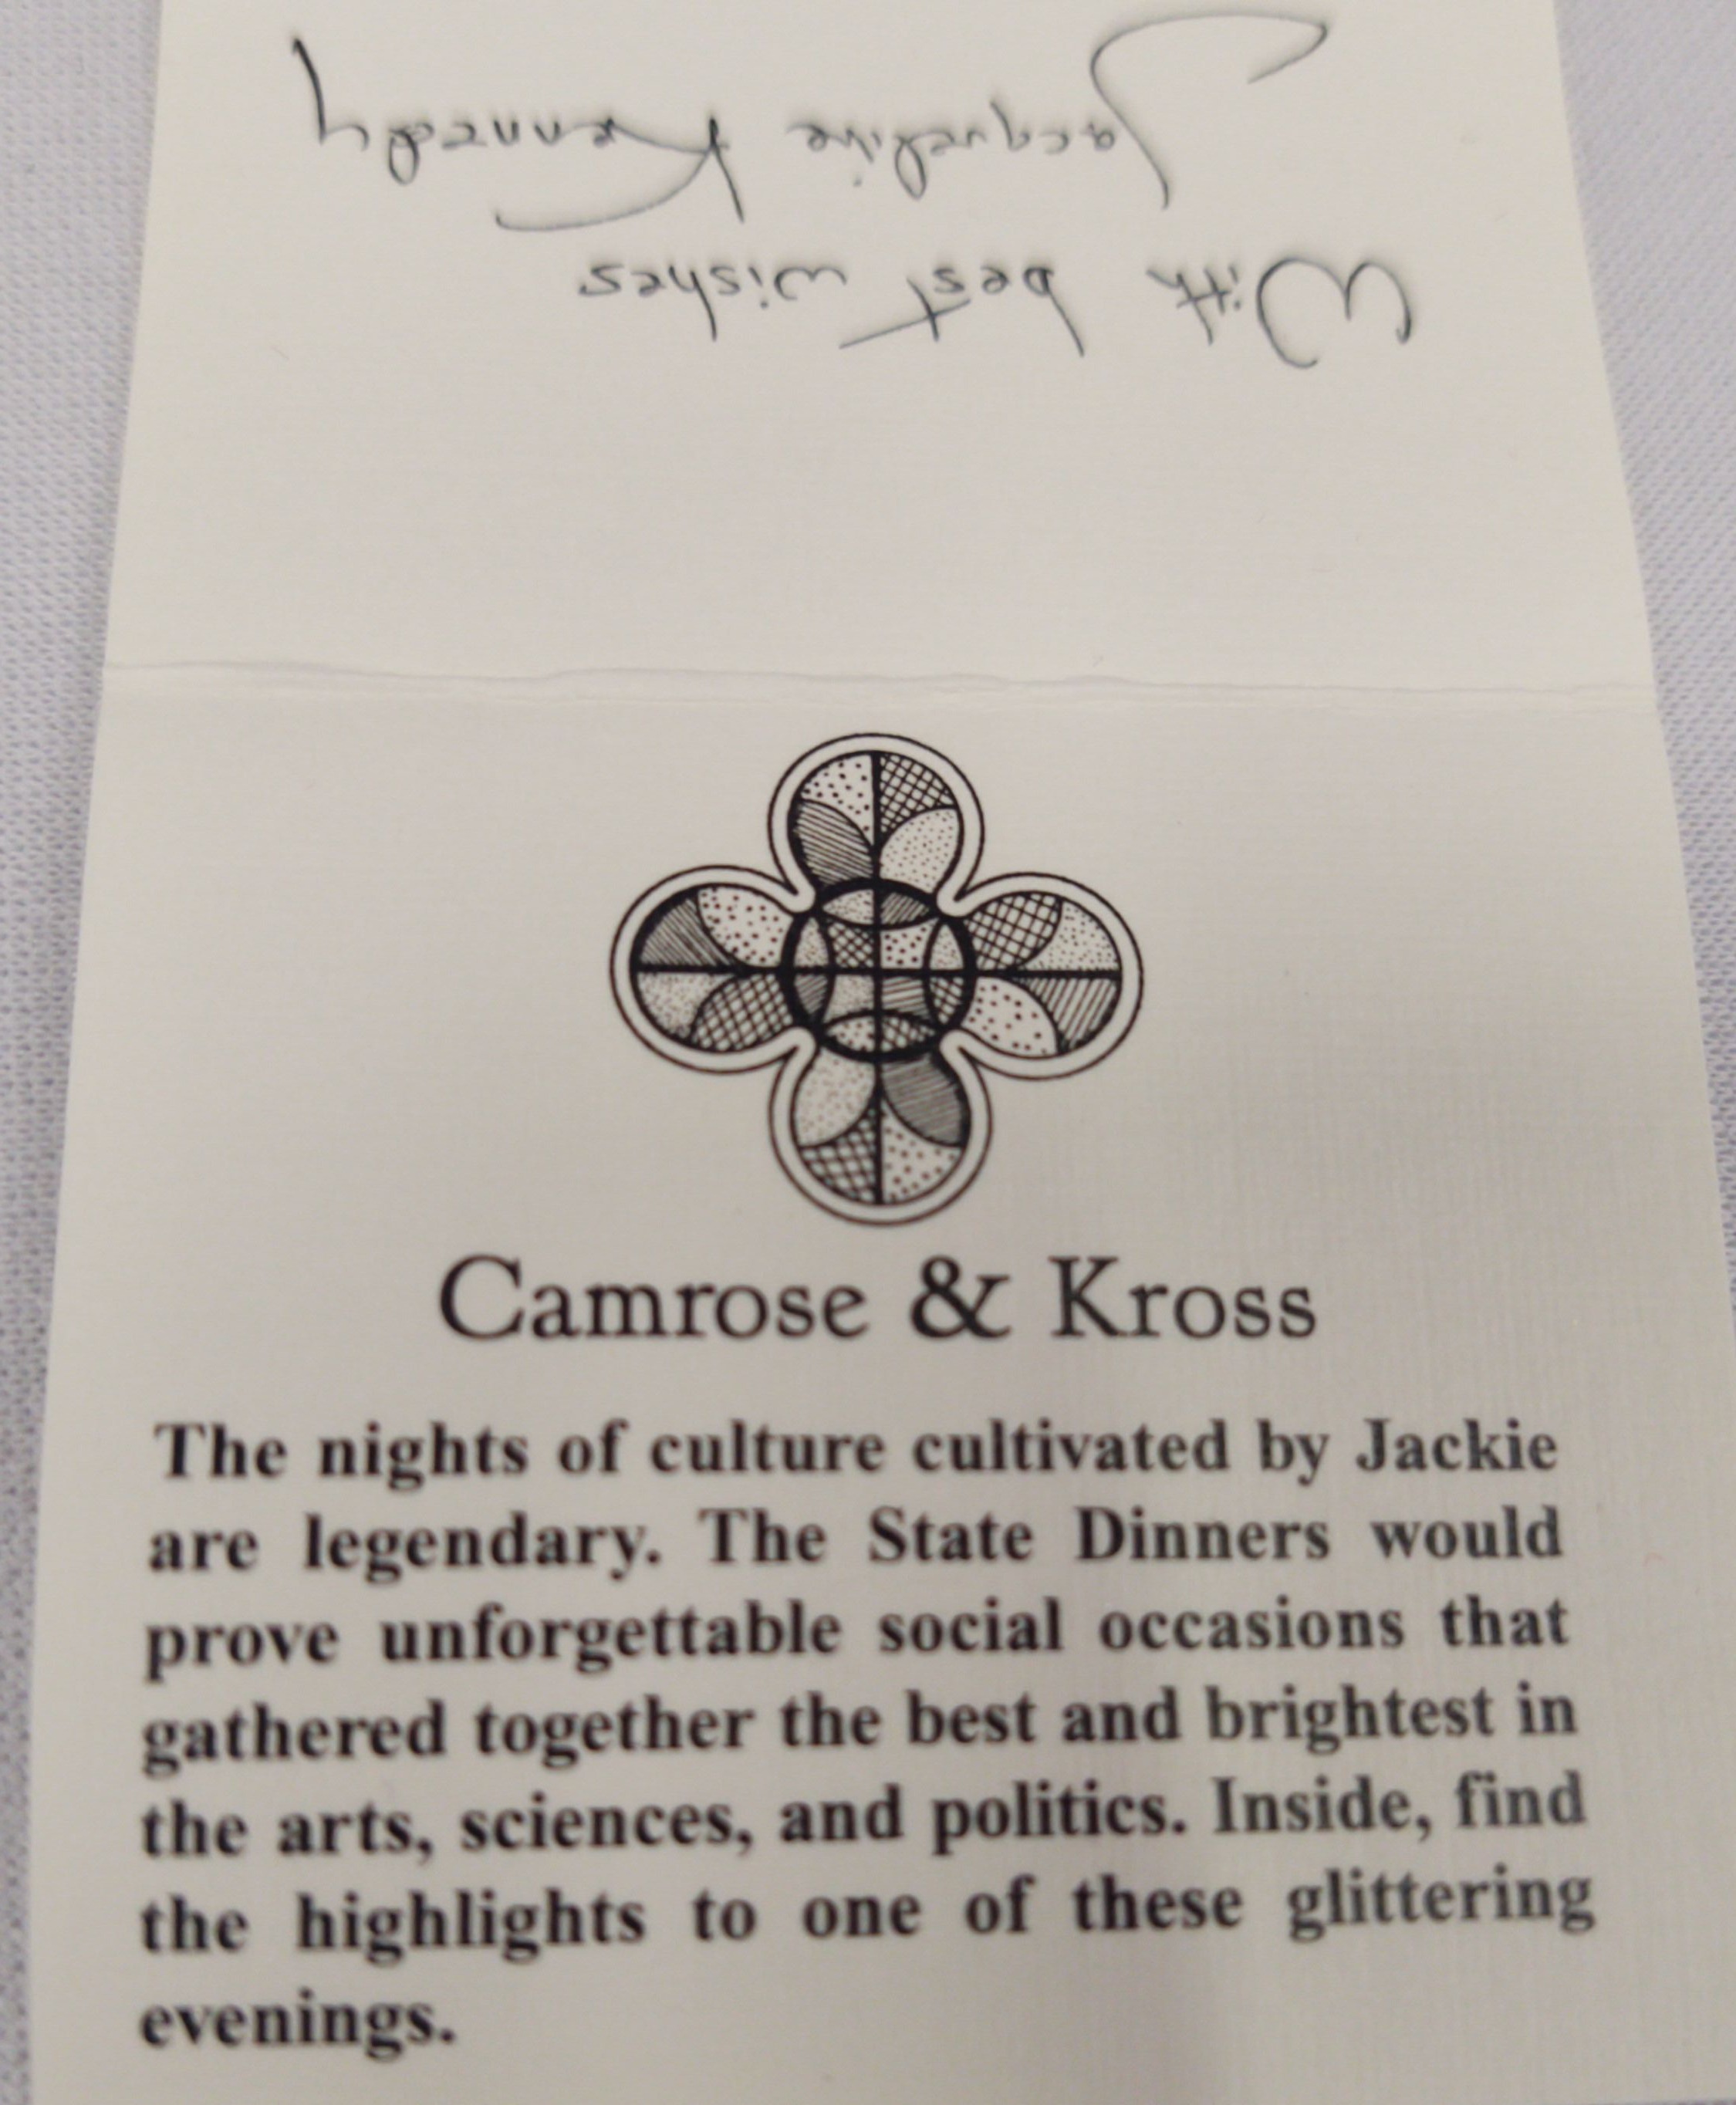 With best wishes
Jacqueline Kennedy
Camrose & Kross
The nights of culture cultivated by Jackie
are legendary. The State Dinners would
prove unforgettable social occasions that
gathered together the best and brightest in
the arts, sciences, and politics. Inside, find
the highlights to one of these glittering
evenings.